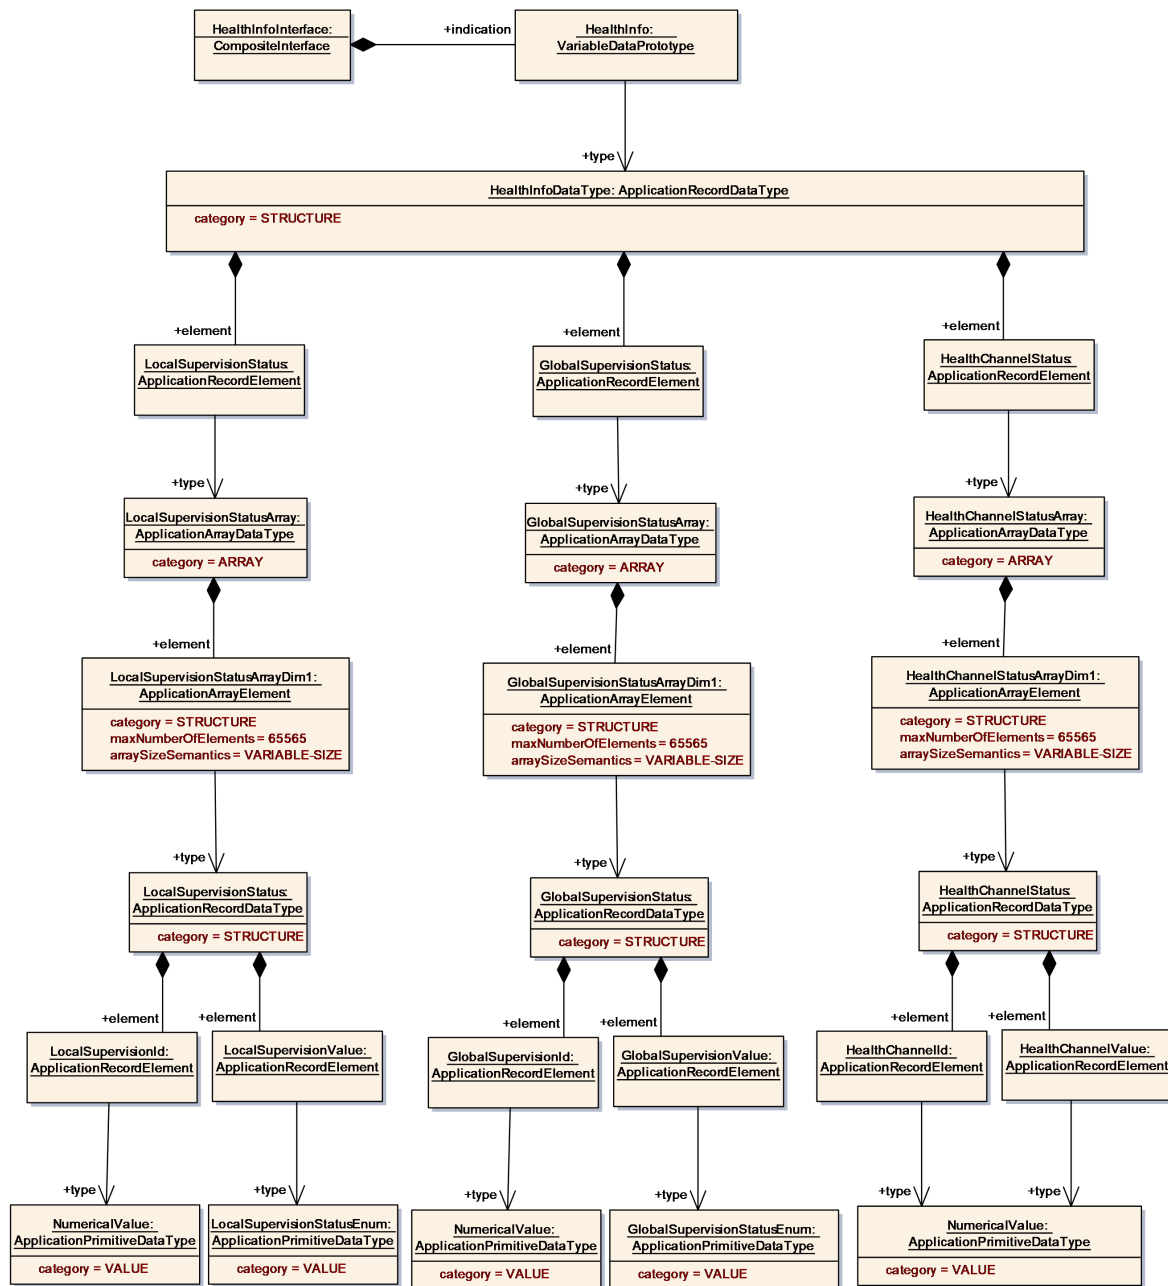 HealthInfoInterface:
CompositeInterface
+indication
HealthInfo:
VariableDataPrototype
+type
HealthInfoDataType: ApplicationRecordDataType
category = STRUCTURE
+element
+element
+element
LocalSupervisionStatus:
ApplicationRecordElement
GlobalSupervisionStatus:
ApplicationRecordElement
HealthChannelStatus:
ApplicationRecordElement
+type
+type
+type
LocalSupervisionStatusArray:
ApplicationArrayDataType
category = ARRAY
GlobalSupervisionStatusArray:
ApplicationArrayDataType
category = ARRAY
HealthChannelStatusArray:
ApplicationArrayDataType
category = ARRAY
+element
+element
+element
LocalSupervisionStatusArrayDim1:
ApplicationArrayElement
category = STRUCTURE
maxNumberOfElements = 65565
arraySizeSemantics = VARIABLE-SIZE
GlobalSupervisionStatusArrayDim1:
ApplicationArrayElement
category = STRUCTURE
maxNumberOfElements = 65565
arraySizeSemantics = VARIABLE-SIZE
HealthChannelStatusArrayDim1:
ApplicationArrayElement
category = STRUCTURE
maxNumberOfElements = 65565
arraySizeSemantics = VARIABLE-SIZE
+type
+type
+type
LocalSupervisionStatus:
ApplicationRecordDataType
category = STRUCTURE
GlobalSupervisionStatus:
ApplicationRecordDataType
category = STRUCTURE
HealthChannelStatus:
ApplicationRecordDataType
category = STRUCTURE
+element
+element
+element
+element
+element
+element
LocalSupervisionId:
ApplicationRecordElement
LocalSupervisionValue:
ApplicationRecordElement
GlobalSupervisionId:
ApplicationRecordElement
GlobalSupervisionValue:
ApplicationRecordElement
HealthChannelId:
ApplicationRecordElement
HealthChannelValue:
ApplicationRecordElement
+type
+type
+type
+type
+type
+type
NumericalValue:
ApplicationPrimitiveDataType
category = VALUE
LocalSupervisionStatusEnum:
ApplicationPrimitiveDataType
category = VALUE
NumericalValue:
ApplicationPrimitiveDataType
category = VALUE
GlobalSupervisionStatusEnum:
ApplicationPrimitiveDataType
category = VALUE
NumericalValue:
ApplicationPrimitiveDataType
category = VALUE